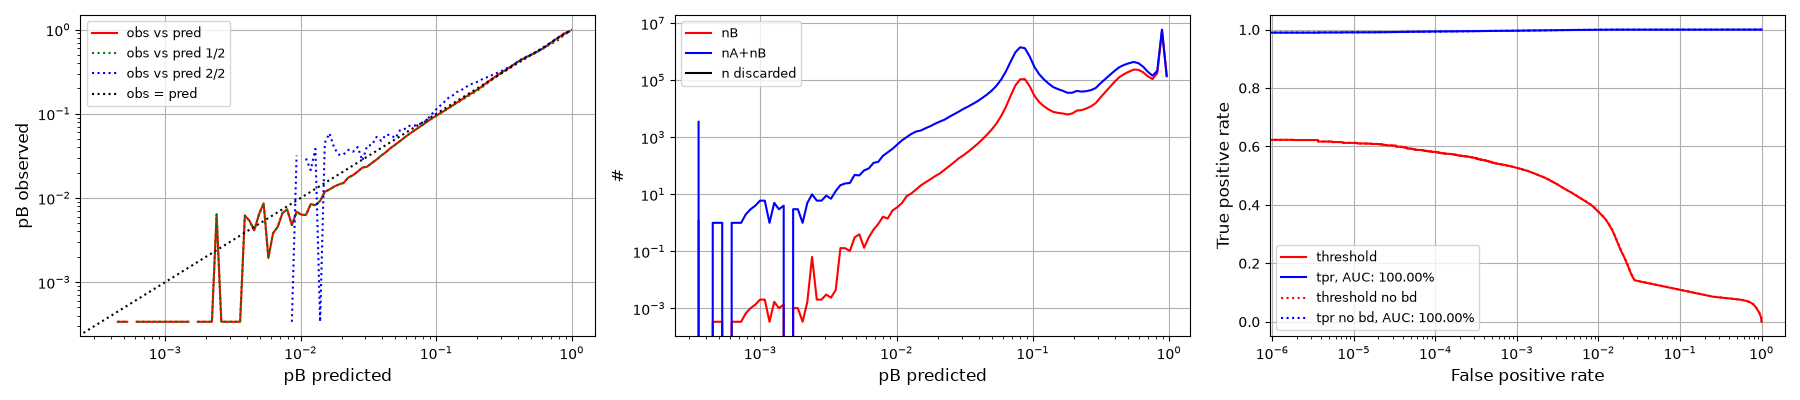 obs vs pred
obs vs pred 1/2
obs vs pred 2/2
obs = pred
10⁰
10⁻¹
10⁻²
10⁻³
pB observed
10⁻³
10⁻²
10⁻¹
10⁰
pB predicted
nB
nA+nB
n discarded
10⁷
10⁵
10³
10¹
10⁻¹
10⁻³
#
10⁻³
10⁻²
10⁻¹
10⁰
pB predicted
1.0
0.8
0.6
0.4
0.2
0.0
True positive rate
threshold
tpr, AUC: 100.00%
threshold no bd
tpr no bd, AUC: 100.00%
10⁻⁶
10⁻⁵
10⁻⁴
10⁻³
10⁻²
10⁻¹
10⁰
False positive rate